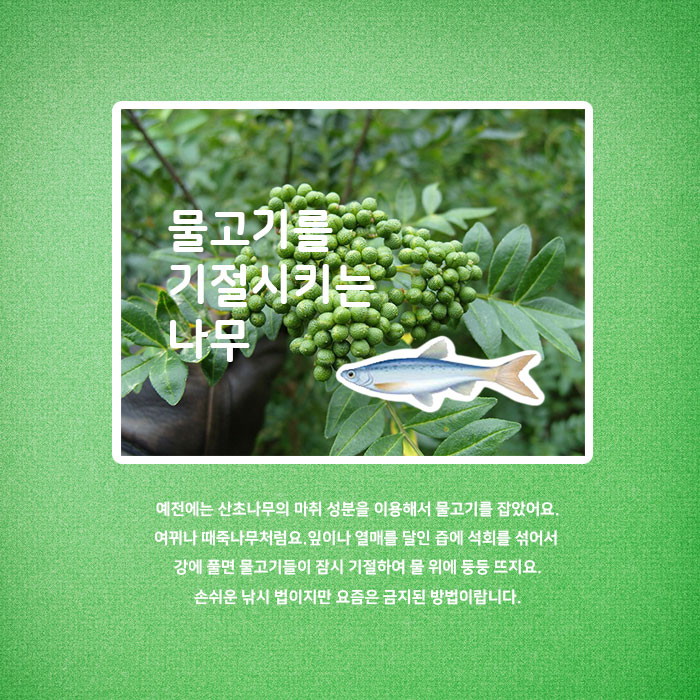 물고기를
기절시키는
나무
예전에는 산초나무의 마취 성분을 이용해서 물고기를 잡았어요.
여뀌나 때죽나무처럼요.잎이나 열매를 달인 즙에 석회를 섞어서
강에 풀면 물고기들이 잠시 기절하여 물 위에 둥둥 뜨지요.
손쉬운 낚시 법이지만 요즘은 금지된 방법이랍니다.